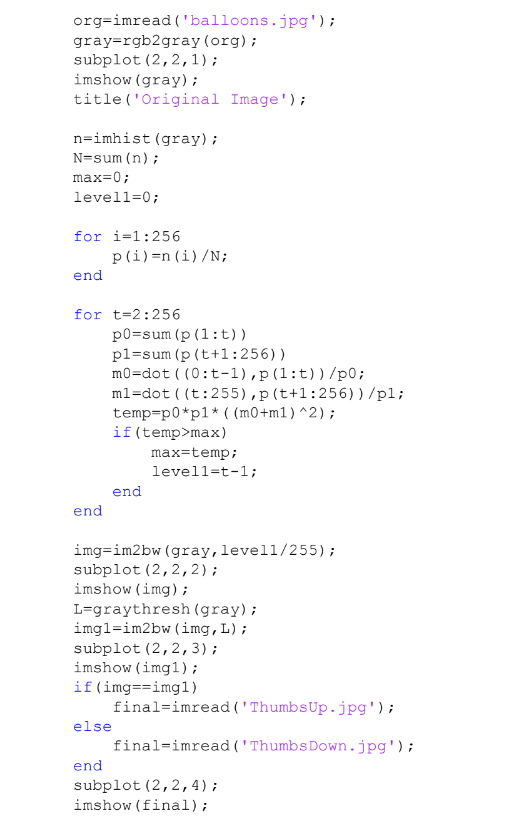 org=imread('balloons.jpg');
gray=rgb2gray(org);
subplot(2,2,1);
imshow(gray);
title('Original Image');

n=imhist(gray);
N=sum(n);
max=0;
level1=0;

for i=1:256
    p(i)=n(i)/N;
end

for t=2:256
    p0=sum(p(1:t))
    p1=sum(p(t+1:256))
    m0=dot((0:t-1),p(1:t))/p0;
    m1=dot((t:255),p(t+1:256))/p1;
    temp=p0*p1*((m0+m1)^2);
    if(temp>max)
        max=temp;
        level1=t-1;
    end
end

img=im2bw(gray,level1/255);
subplot(2,2,2);
imshow(img);
L=graythresh(gray);
img1=im2bw(img,L);
subplot(2,2,3);
imshow(img1);
if(img==img1)
    final=imread('ThumbsUp.jpg');
else
    final=imread('ThumbsDown.jpg');
end
subplot(2,2,4);
imshow(final);